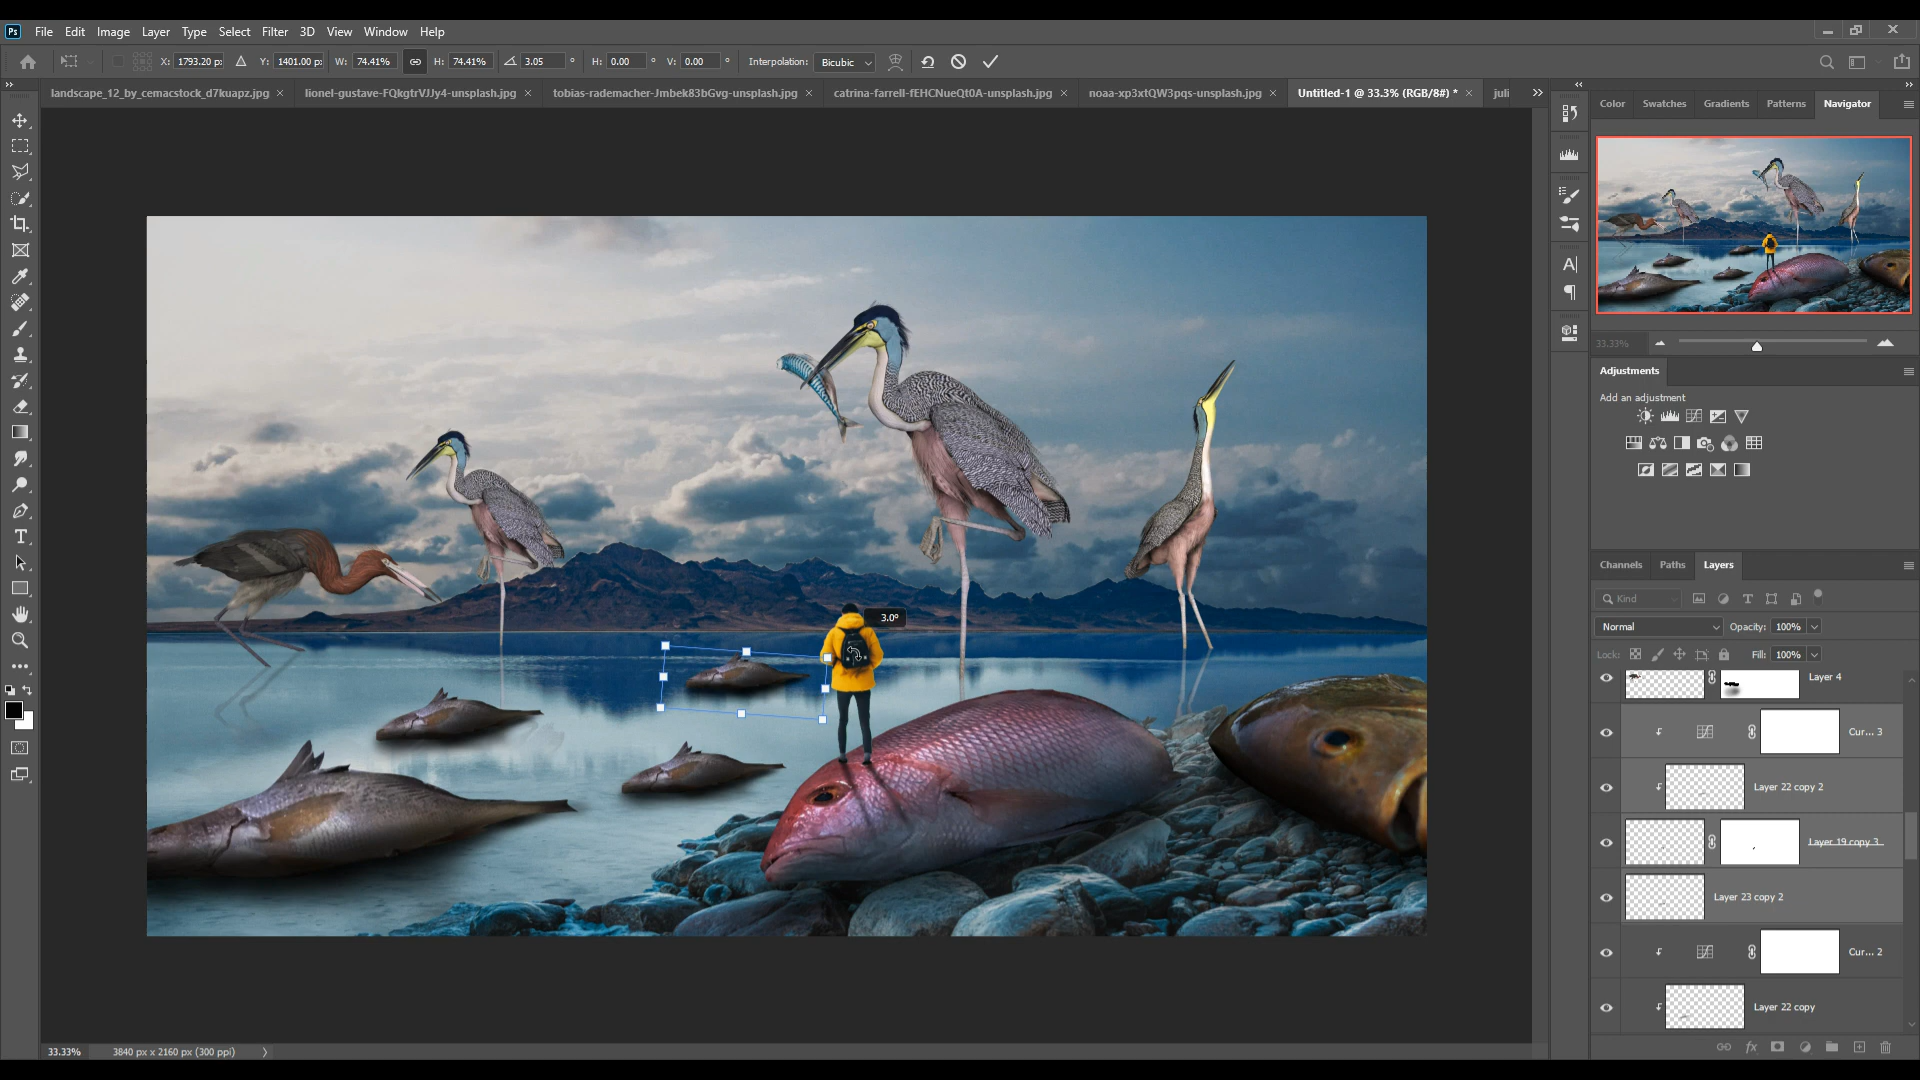 Ps File Edit Image Layer Type Select Filter 3D View Window Help
X: 1793.20 p: Y: 1401.00 p: W: 74.41% H: 74.41% 3.05 ° H: 0.00 ° V: 0.00 ° Interpolation: Bicubic
landscape_12_by_cemacstock_d7kuapz.jpg × lionel-gustave-FQkgtrVJJy4-unsplash.jpg × tobias-rademacher-Jmbek83bGvg-unsplash.jpg × catrina-farrell-fEHCNueQt0A-unsplash.jpg × noaa-xp3xtQW3pqs-unsplash.jpg × Untitled-1 @ 33.3% (RGB/8#) * × juli
Color Swatches Gradients Patterns Navigator
33.33%
Adjustments
Add an adjustment
Channels Paths Layers
Kind
Normal Opacity: 100%
Lock: Fill: 100%
Layer 4
Cur... 3
Layer 22 copy 2
Layer 19 copy 3
Layer 23 copy 2
Cur... 2
Layer 22 copy
3.0°
33.33% 3840 px x 2160 px (300 ppi)